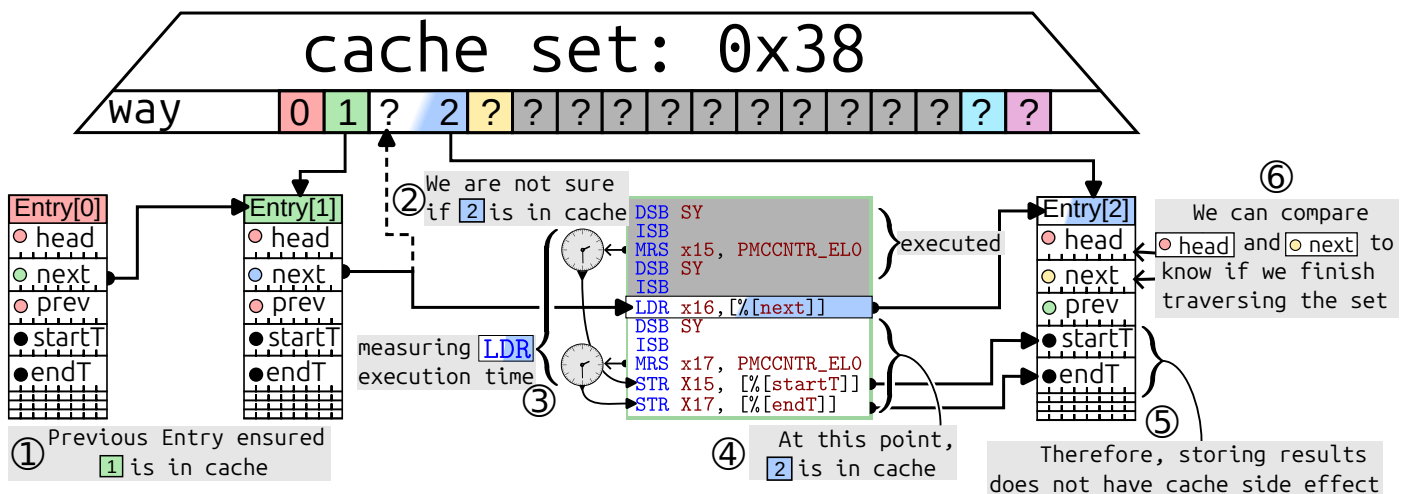 cache set: 0x38
way 0 1 ? 2 ? ? ? ? ? ? ? ? ? ? ? ? ?
Entry[0]
head
next
prev
startT
endT
① Previous Entry ensured
1 is in cache
Entry[1]
head
next
prev
startT
endT
② We are not sure
if 2 is in cache
measuring LDR
execution time
③
DSB SY
ISB
MRS x15, PMCCNTR_EL0
DSB SY
ISB
executed
LDR x16,[%[next]]
DSB SY
ISB
MRS x17, PMCCNTR_EL0
STR X15, [%[startT]]
STR X17, [%[endT]]
④ At this point,
2 is in cache
Entry[2]
head
next
prev
startT
endT
⑤
Therefore, storing results
does not have cache side effect
⑥
We can compare
head and next to
know if we finish
traversing the set